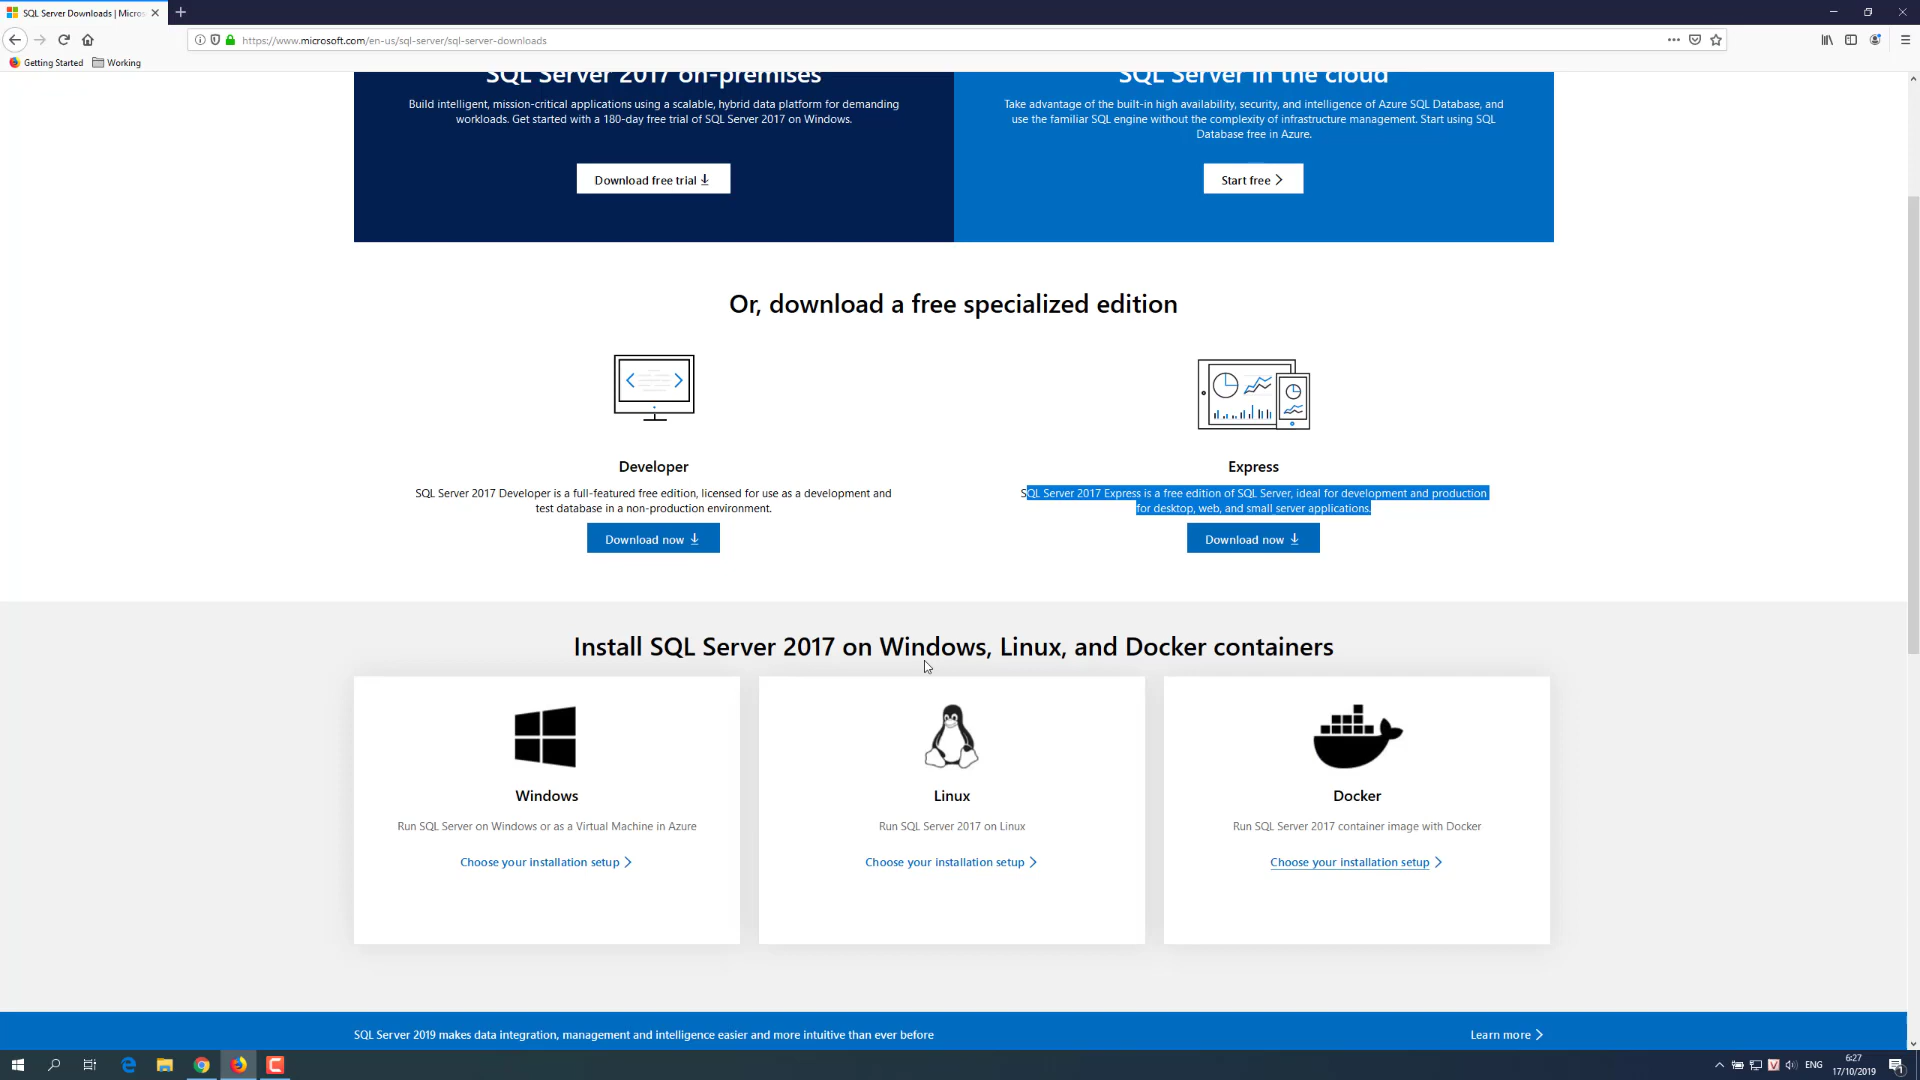 SQL Server Downloads | Micros
https://www.microsoft.com/en-us/sql-server/sql-server-downloads
Getting Started
Working
SQL Server 2017 on-premises
Build intelligent, mission-critical applications using a scalable, hybrid data platform for demanding
workloads. Get started with a 180-day free trial of SQL Server 2017 on Windows.
Download free trial
SQL Server in the cloud
Take advantage of the built-in high availability, security, and intelligence of Azure SQL Database, and
use the familiar SQL engine without the complexity of infrastructure management. Start using SQL
Database free in Azure.
Start free
Or, download a free specialized edition
Developer
SQL Server 2017 Developer is a full-featured free edition, licensed for use as a development and
test database in a non-production environment.
Download now
Express
SQL Server 2017 Express is a free edition of SQL Server, ideal for development and production
for desktop, web, and small server applications.
Download now
Install SQL Server 2017 on Windows, Linux, and Docker containers
Windows
Run SQL Server on Windows or as a Virtual Machine in Azure
Choose your installation setup
Linux
Run SQL Server 2017 on Linux
Choose your installation setup
Docker
Run SQL Server 2017 container image with Docker
Choose your installation setup
SQL Server 2019 makes data integration, management and intelligence easier and more intuitive than ever before
Learn more
ENG
6:27
17/10/2019